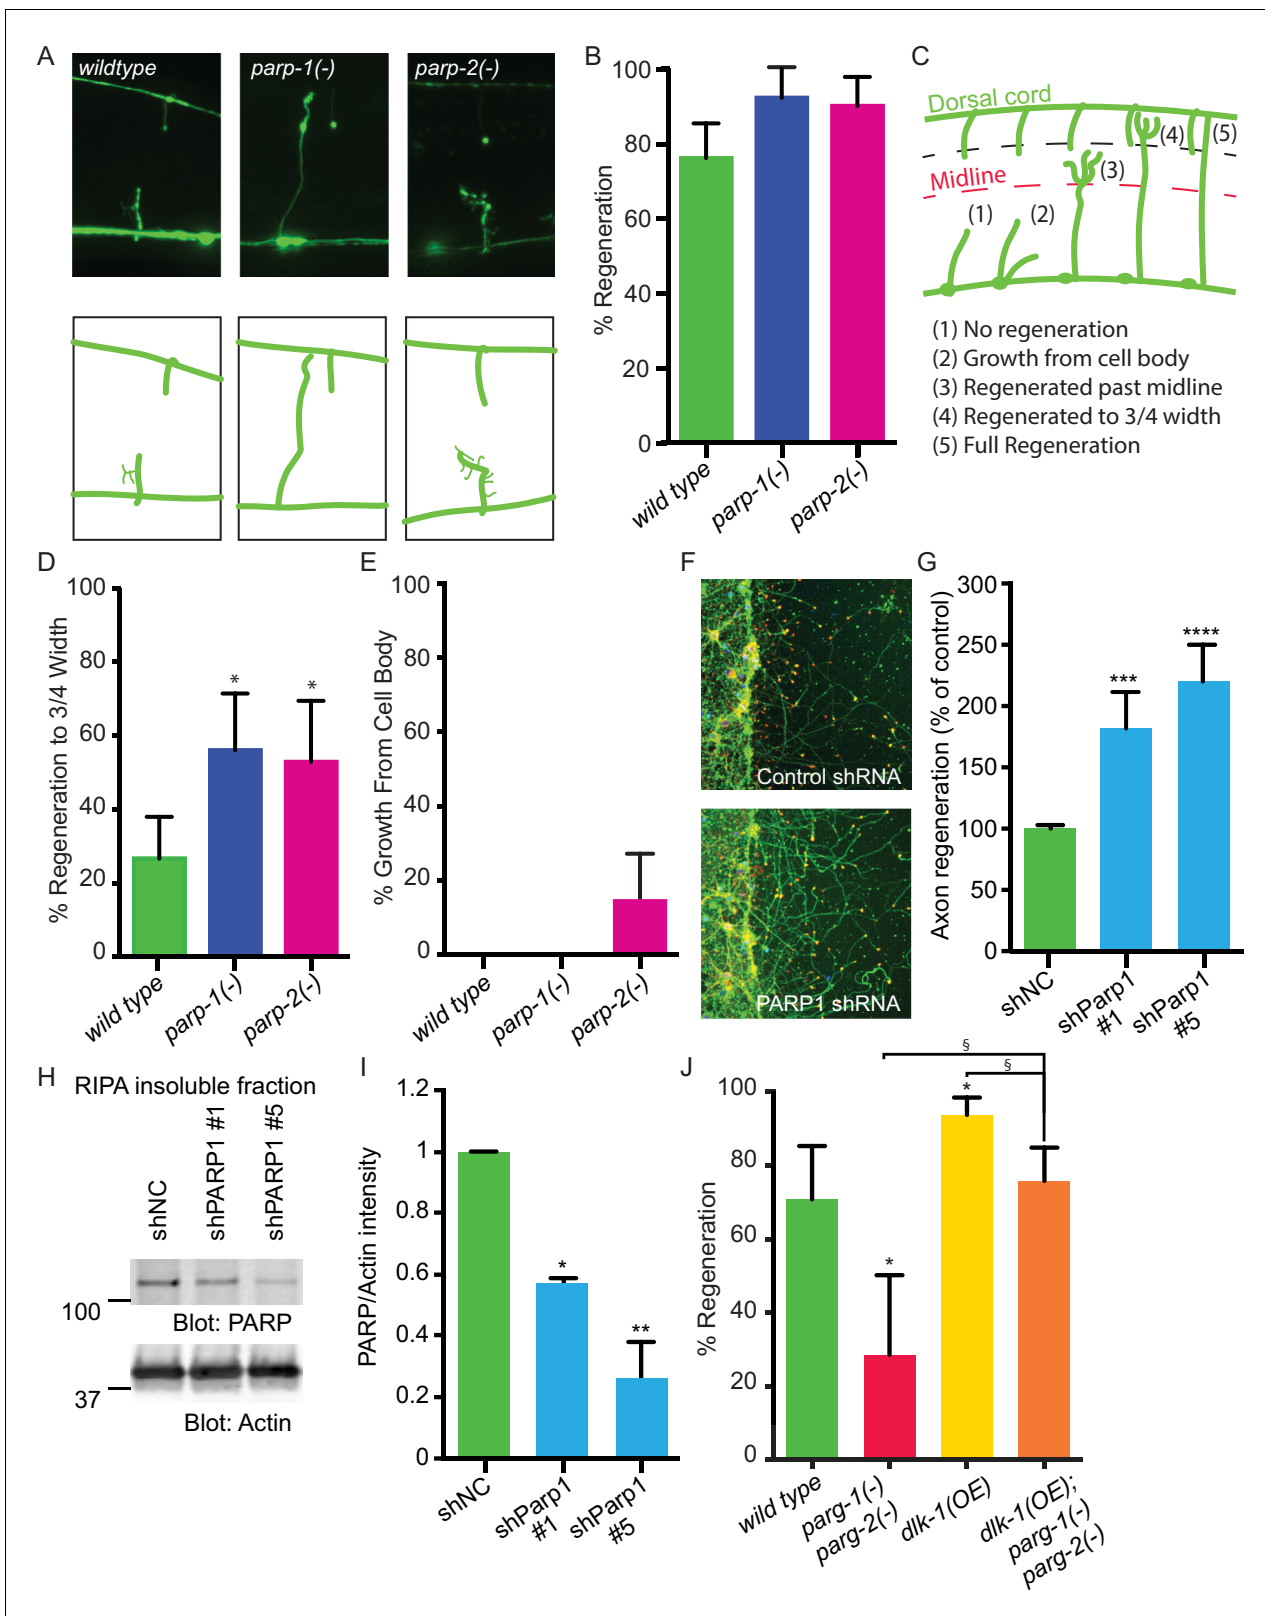 A
wildtype
parp-1(-)
parp-2(-)
B
% Regeneration
100
80
60
40
20
0
wild type
parp-1(-)
parp-2(-)
C
Dorsal cord
Midline
(1)
(2)
(3)
(4)
(5)
(1) No regeneration
(2) Growth from cell body
(3) Regenerated past midline
(4) Regenerated to 3/4 width
(5) Full Regeneration
D
% Regeneration to 3/4 Width
100
80
60
40
20
0
*
*
wild type
parp-1(-)
parp-2(-)
E
% Growth From Cell Body
100
80
60
40
20
0
wild type
parp-1(-)
parp-2(-)
F
Control shRNA
PARP1 shRNA
G
Axon regeneration (% of control)
300
250
200
150
100
50
0
***
****
shNC
shParp1
#1
shParp1
#5
H
RIPA insoluble fraction
shNC
shPARP1 #1
shPARP1 #5
100
Blot: PARP
37
Blot: Actin
I
PARP/Actin intensity
1.2
1
0.8
0.6
0.4
0.2
0
*
**
shNC
shParp1
#1
shParp1
#5
J
% Regeneration
100
80
60
40
20
0
§
§
*
*
wild type
parg-1(-)
parg-2(-)
dlk-1(OE)
dlk-1(OE);
parg-1(-)
parg-2(-)